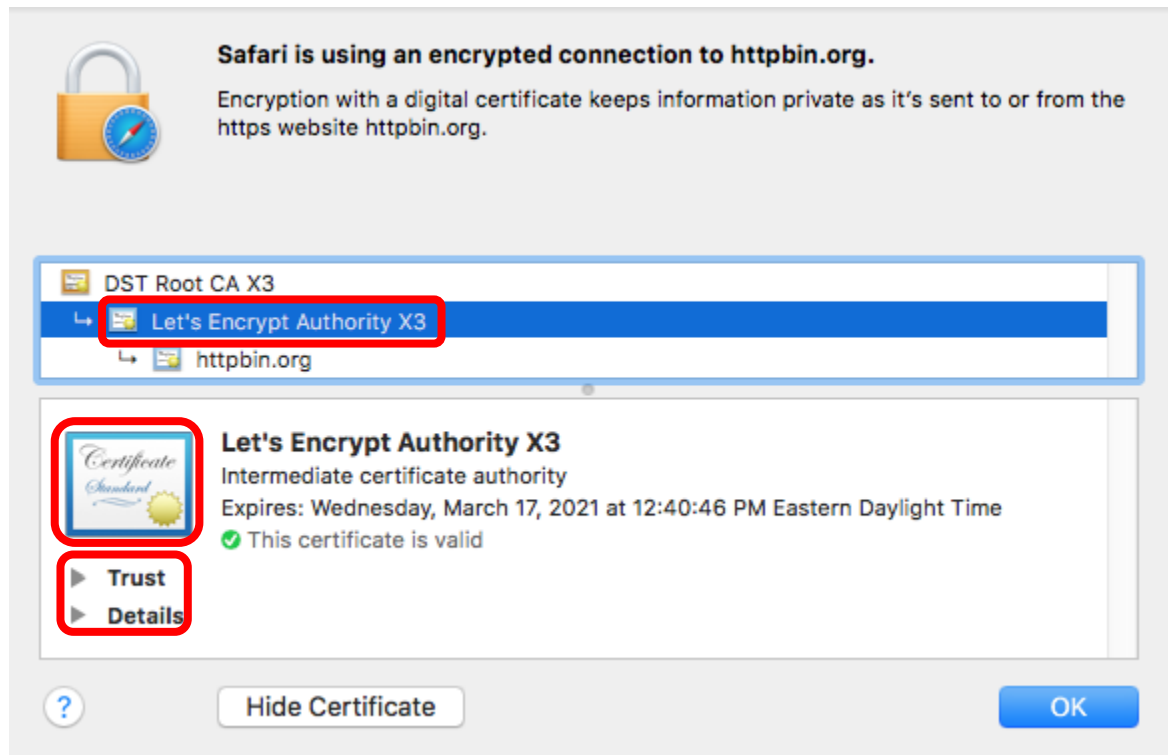 Safari is using an encrypted connection to httpbin.org.
Encryption with a digital certificate keeps information private as it's sent to or from the
https website httpbin.org.
DST Root CA X3
Let's Encrypt Authority X3
httpbin.org
Certificate
Standard
Let's Encrypt Authority X3
Intermediate certificate authority
Expires: Wednesday, March 17, 2021 at 12:40:46 PM Eastern Daylight Time
This certificate is valid
Trust
Details
?
Hide Certificate
OK